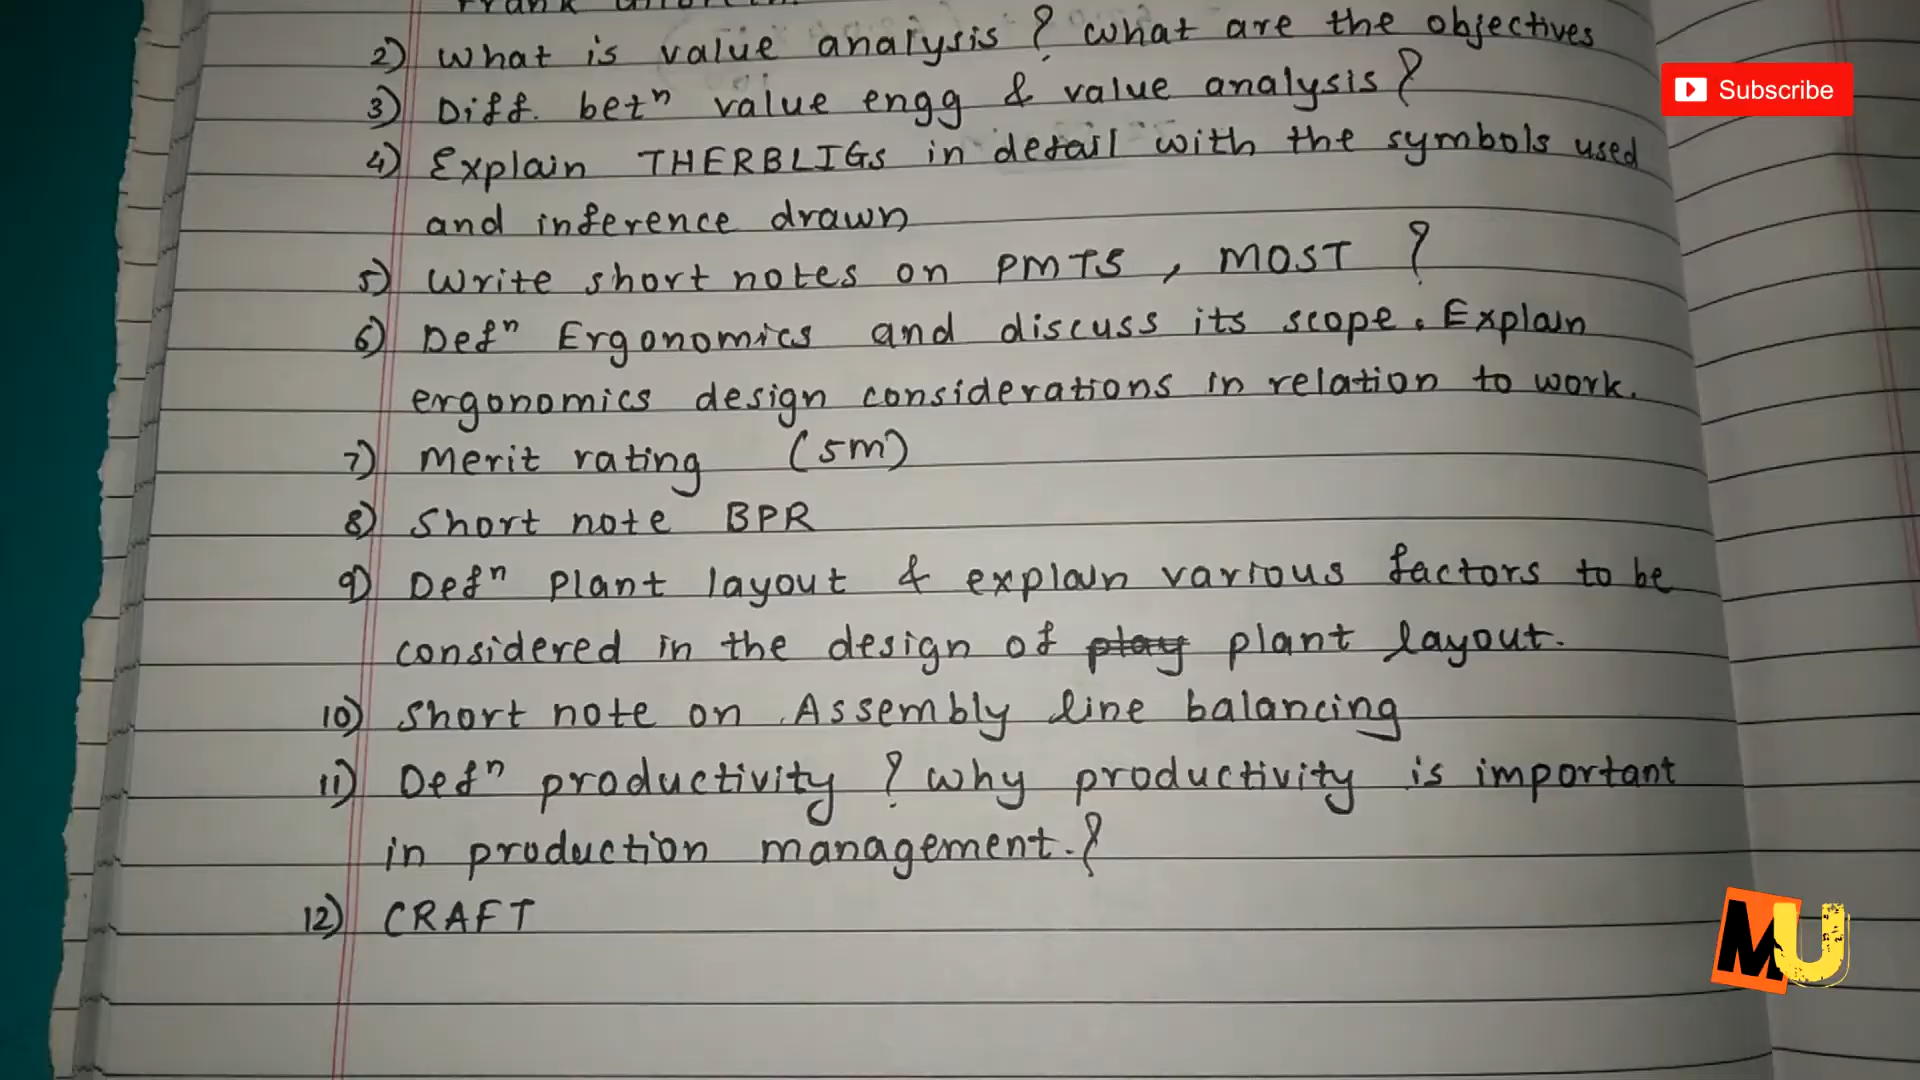 2) What is value analysis ? What are the objectives
3) Diff. betⁿ value engg & value analysis ?
4) Explain THERBLIGs in detail with the symbols used
and inference drawn
5) Write short notes on PMTS , MOST ?
6) Defⁿ Ergonomics and discuss its scope. Explain
ergonomics design considerations in relation to work.
7) Merit rating (5m)
8) Short note BPR
9) Defⁿ Plant layout & explain various factors to be
considered in the design of play plant layout.
10) Short note on Assembly line balancing
11) Defⁿ productivity ? Why productivity is important
in production management. ?
12) CRAFT
Subscribe
MU